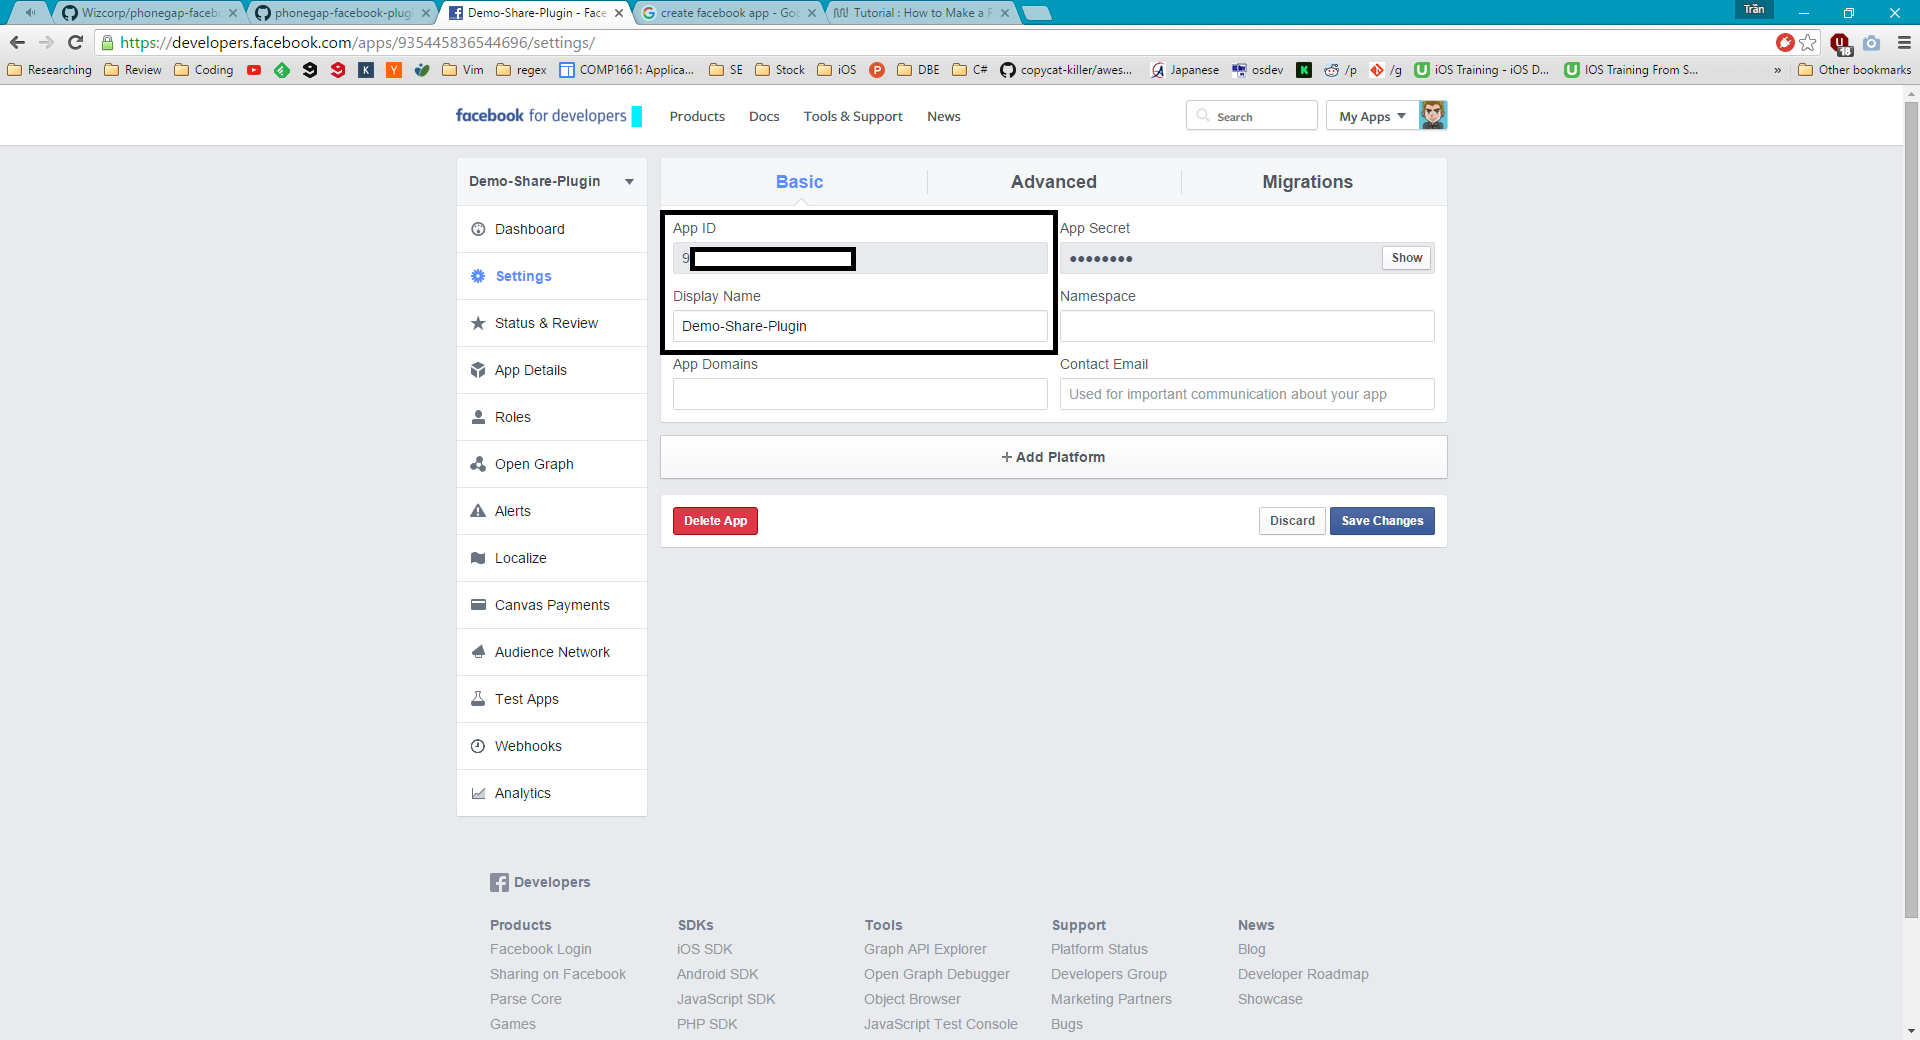 Wizcorp/phonegap-facebo
phonegap-facebook-plug
Demo-Share-Plugin - Face
create facebook app - Goo
Tutorial : How to Make a F
Trần
https://developers.facebook.com/apps/935445836544696/settings/
18
Researching
Review
Coding
Vim
regex
COMP1661: Applica...
SE
Stock
iOS
DBE
C#
copycat-killer/awes...
Japanese
osdev
/p
/g
iOS Training - iOS D...
IOS Training From S...
»
Other bookmarks
facebook for developers
Products
Docs
Tools & Support
News
Search
My Apps
Demo-Share-Plugin
Dashboard
Settings
Status & Review
App Details
Roles
Open Graph
Alerts
Localize
Canvas Payments
Audience Network
Test Apps
Webhooks
Analytics
Basic
Advanced
Migrations
App ID
9
App Secret
••••••••
Show
Display Name
Demo-Share-Plugin
Namespace
App Domains
Contact Email
Used for important communication about your app
+ Add Platform
Delete App
Discard
Save Changes
Developers
Products
Facebook Login
Sharing on Facebook
Parse Core
Games
SDKs
iOS SDK
Android SDK
JavaScript SDK
PHP SDK
Tools
Graph API Explorer
Open Graph Debugger
Object Browser
JavaScript Test Console
Support
Platform Status
Developers Group
Marketing Partners
Bugs
News
Blog
Developer Roadmap
Showcase